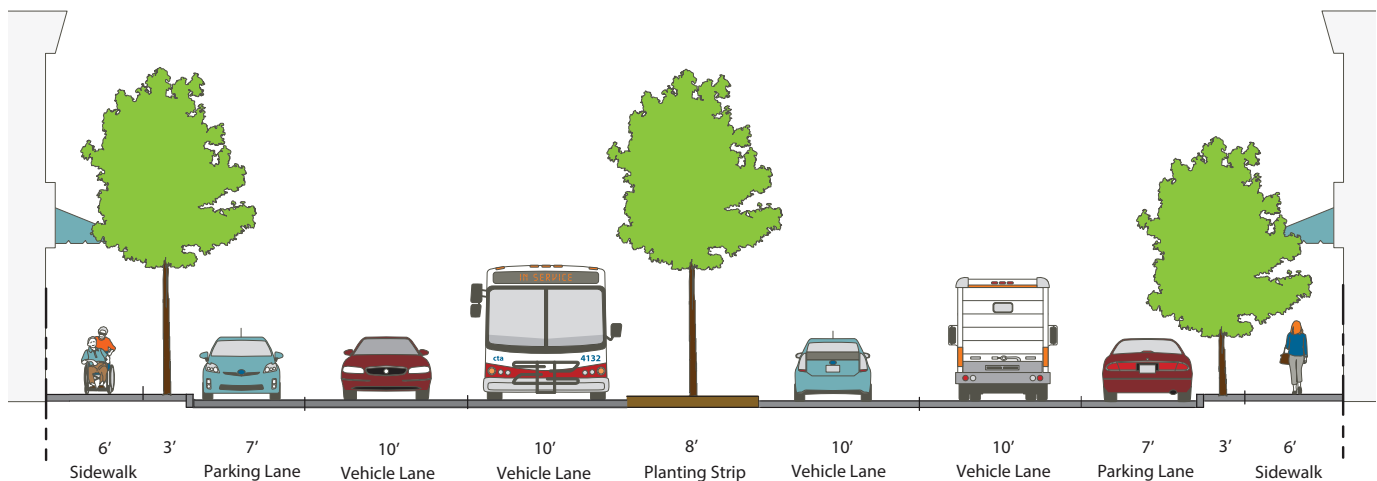 IN SERVICE
cta 4132
6’ 3’ 7’ 10’ 10’ 8’ 10’ 10’ 7’ 3’ 6’
Sidewalk Parking Lane Vehicle Lane Vehicle Lane Planting Strip Vehicle Lane Vehicle Lane Parking Lane Sidewalk